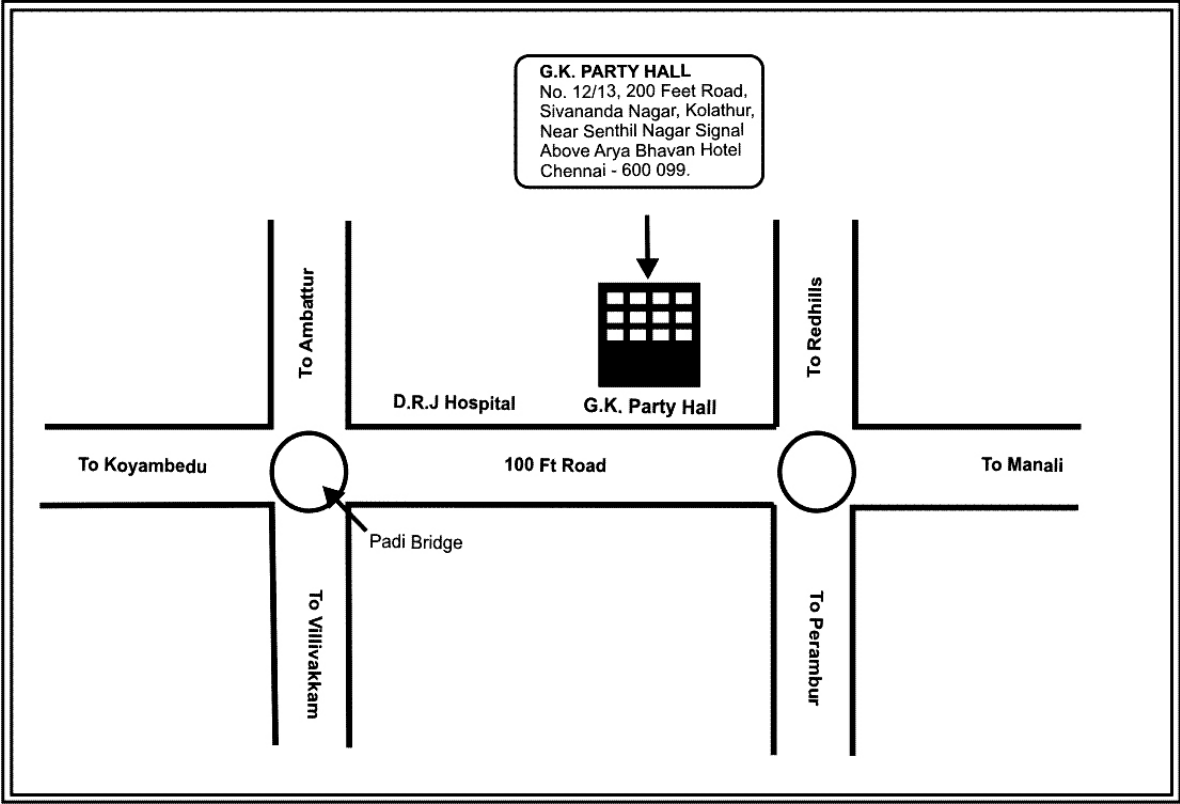 G.K. PARTY HALL
No. 12/13, 200 Feet Road,
Sivananda Nagar, Kolathur,
Near Senthil Nagar Signal
Above Arya Bhavan Hotel
Chennai - 600 099.
To Ambattur
To Redhills
D.R.J Hospital
G.K. Party Hall
To Koyambedu
100 Ft Road
To Manali
Padi Bridge
To Villivakkam
To Perambur